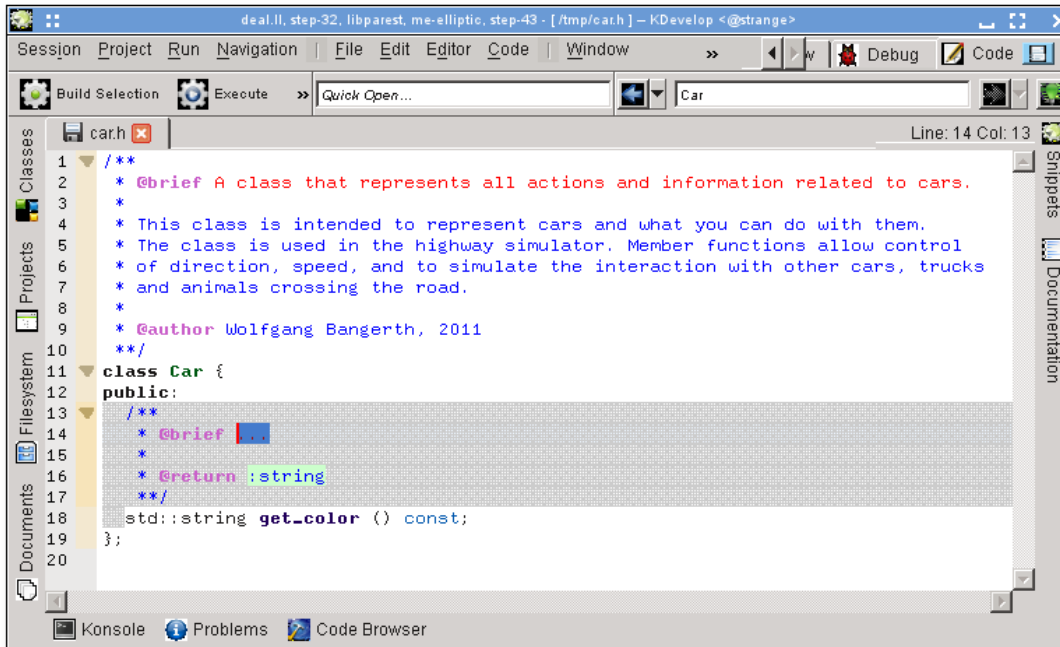 deal.II, step-32, libparest, me-elliptic, step-43 - [ /tmp/car.h ] – KDevelop <@strange>
Session Project Run Navigation | File Edit Editor Code | Window » w Debug Code
Build Selection Execute » Quick Open... Car
car.h Line: 14 Col: 13
Classes
Projects
Filesystem
Documents
1 /**
2 * @brief A class that represents all actions and information related to cars.
3 *
4 * This class is intended to represent cars and what you can do with them.
5 * The class is used in the highway simulator. Member functions allow control
6 * of direction, speed, and to simulate the interaction with other cars, trucks
7 * and animals crossing the road.
8 *
9 * @author Wolfgang Bangerth, 2011
10 **/
11 class Car {
12 public:
13 /**
14 * @brief ...
15 *
16 * @return :string
17 **/
18 std::string get_color () const;
19 };
20
Snippets
Documentation
Konsole Problems Code Browser